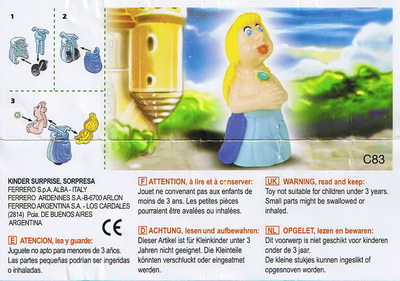 1
2
3
C83
KINDER SURPRISE, SORPRESA
FERRERO S.p.A. ALBA - ITALY
FERRERO ARDENNES S.A.-B-6700 ARLON
FERRERO ARGENTINA S.A. - LOS CARDALES
(2814) Pcia. DE BUENOS AIRES
ARGENTINA
CE
E ATENCION, lea y guarde:
Juguete no apto para menores de 3 años.
Las partes pequeñas podrian ser ingeridas
o inhaladas.
F ATTENTION, à lire et à conserver:
Jouet ne convenant pas aux enfants
de moins de 3 ans. Les petites pièces
pourraient être avalées ou inhalées.
D ACHTUNG, lesen und aufbewahren:
Dieser Artikel ist für Kleinkinder unter 3
Jahren nicht geeignet. Die Kleinteile
könnten verschluckt oder eingeatmet
werden.
UK WARNING, read and keep:
Toy not suitable for children under 3 years.
Small parts might be swallowed or
inhaled.
NL OPGELET, lezen en bewaren:
Dit voorwerp is niet geschikt voor kinderen
onder de 3 jaar.
De kleine stukjes kunnen ingeslikt of
opgesnoven worden.